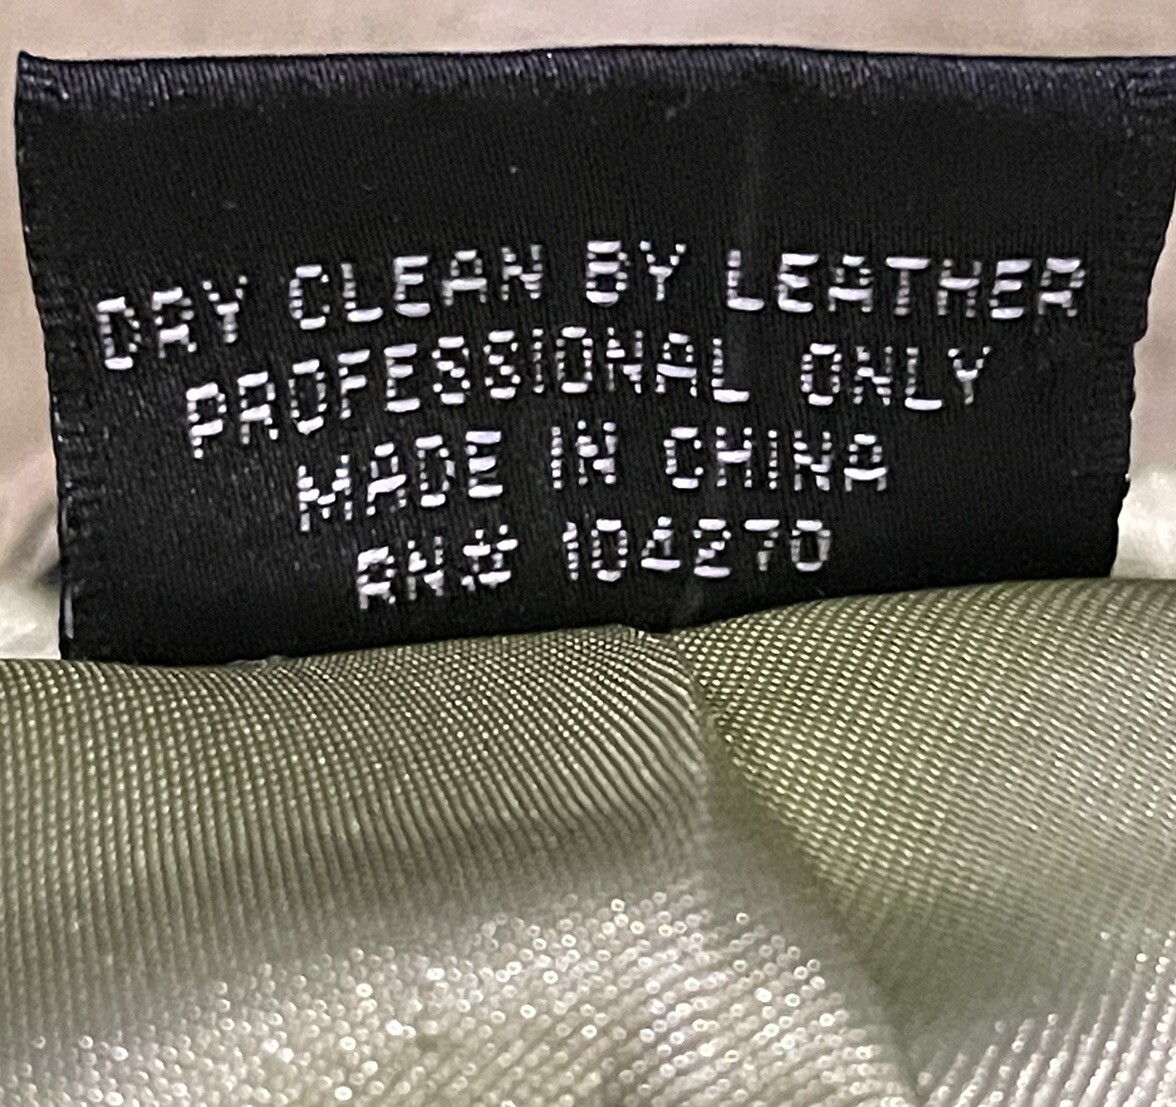 DRY CLEAN BY LEATHER
PROFESSIONAL ONLY
MADE IN CHINA
RN# 104270